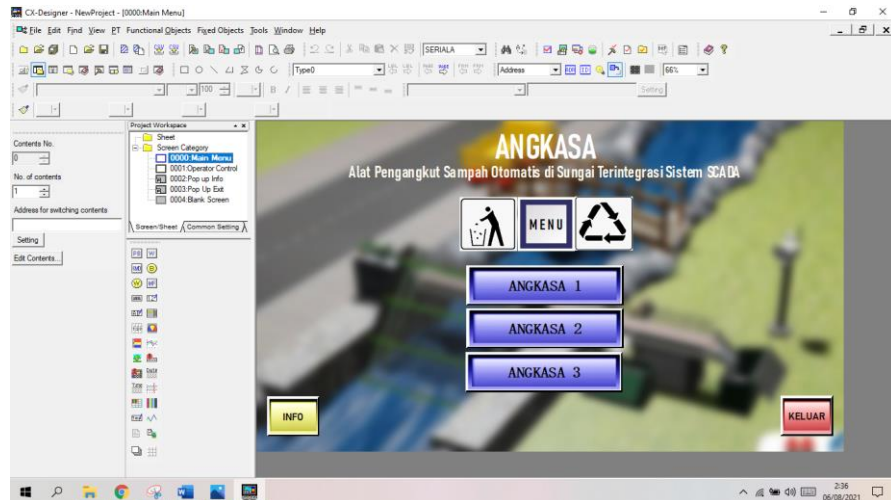 CX-Designer - NewProject - [0000:Main Menu]
File Edit Find View PT Functional Objects Fixed Objects Tools Window Help
SERIALA
Type0
Address
66%
100
B I
Setting
Contents No.
0
No. of contents
1
Address for switching contents
Setting
Edit Contents...
Project Workspace
Sheet
Screen Category
0000:Main Menu
0001:Operator Control
0002:Pop up Info
0003:Pop Up Exit
0004:Blank Screen
Screen/Sheet Common Setting
ANGKASA
Alat Pengangkut Sampah Otomatis di Sungai Terintegrasi Sistem SCADA
MENU
ANGKASA 1
ANGKASA 2
ANGKASA 3
INFO
KELUAR
2:36
06/08/2021